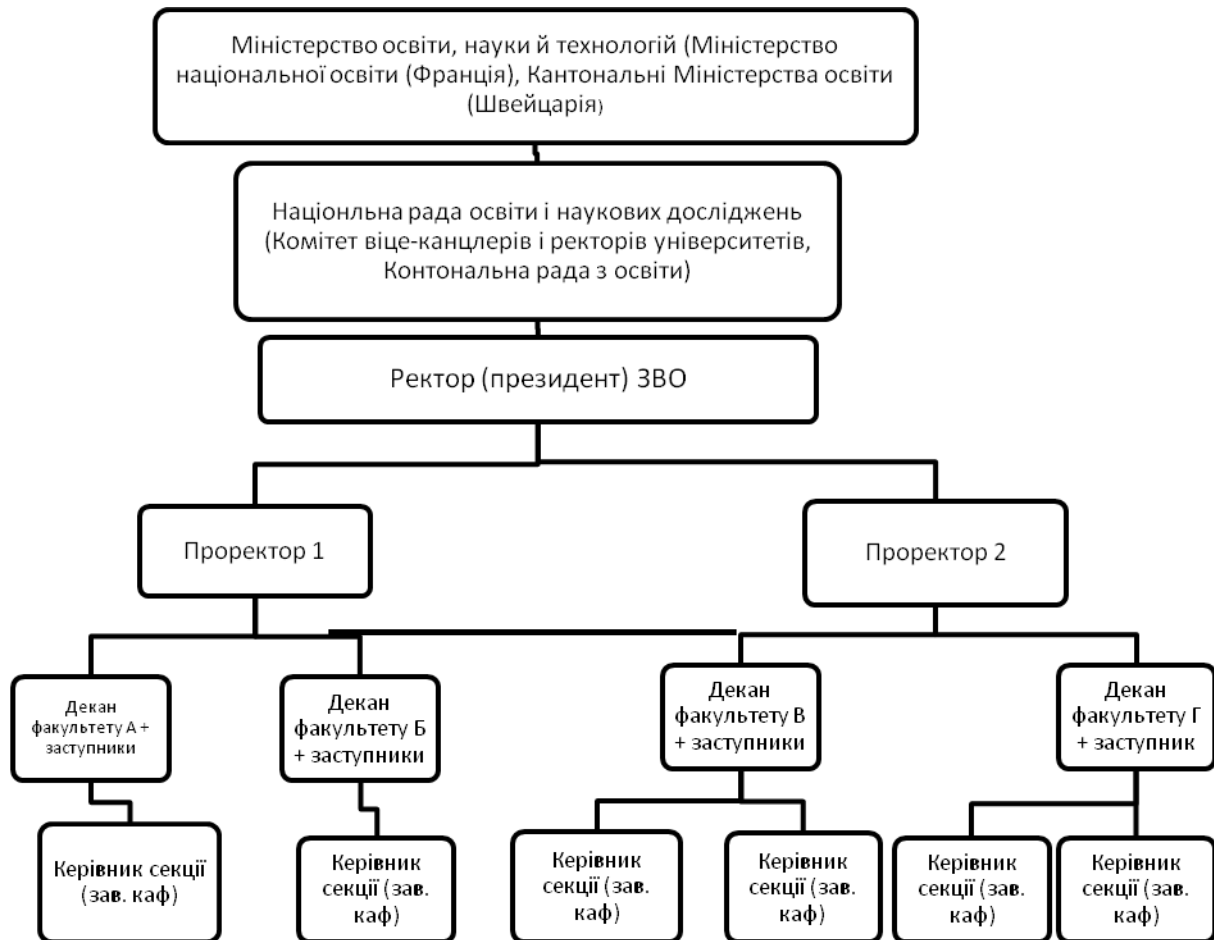 Міністерство освіти, науки й технологій (Міністерство
національної освіти (Франція), Кантональні Міністерства освіти
(Швейцарія)
Націонльна рада освіти і наукових досліджень
(Комітет віце-канцлерів і ректорів університетів,
Контональна рада з освіти)
Ректор (президент) ЗВО
Проректор 1
Проректор 2
Декан
факультету А +
заступники
Декан
факультету Б
+ заступники
Декан
факультету В
+ заступники
Декан
факультету Г
+ заступник
Керівник секції
(зав. каф)
Керівник
секції (зав.
каф)
Керівник
секції (зав.
каф)
Керівник
секції (зав.
каф)
Керівник
секції (зав.
каф)
Керівник
секції (зав.
каф)